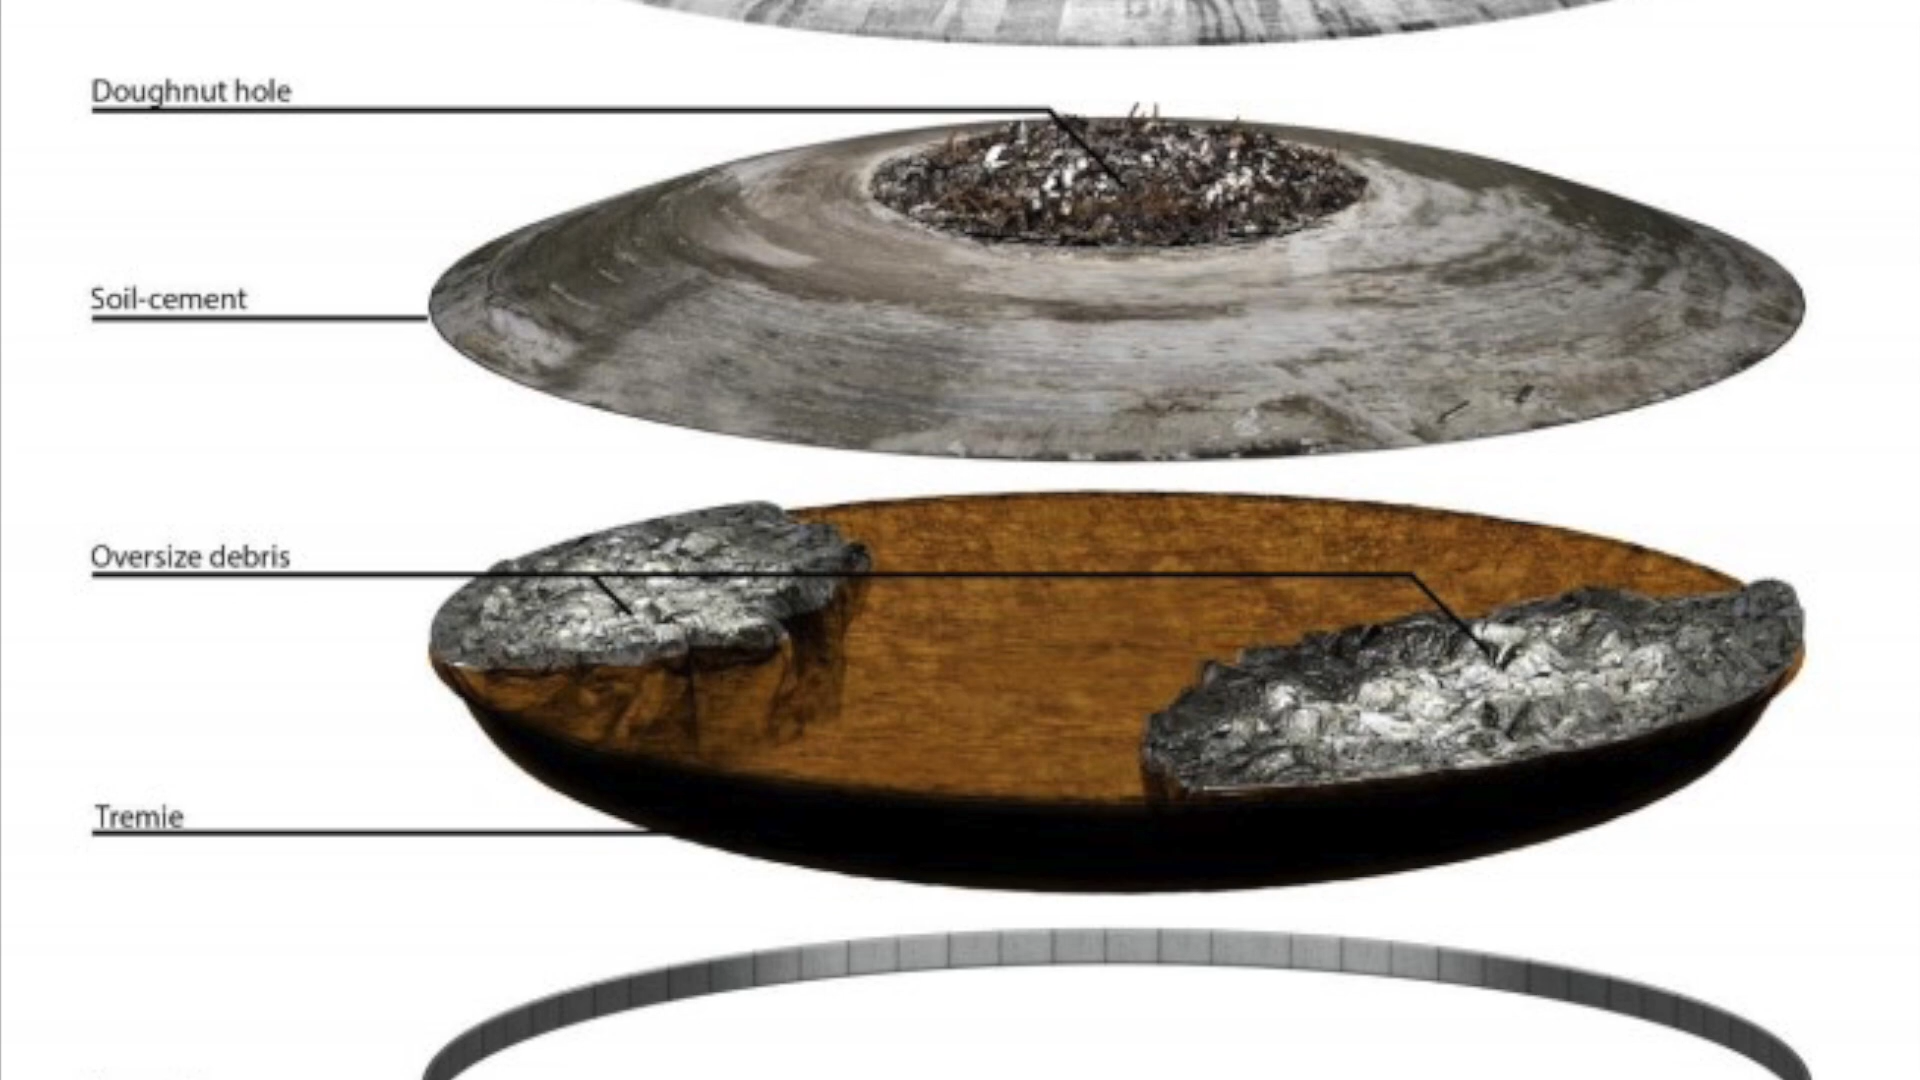 Doughnut hole
Soil-cement
Oversize debris
Tremie